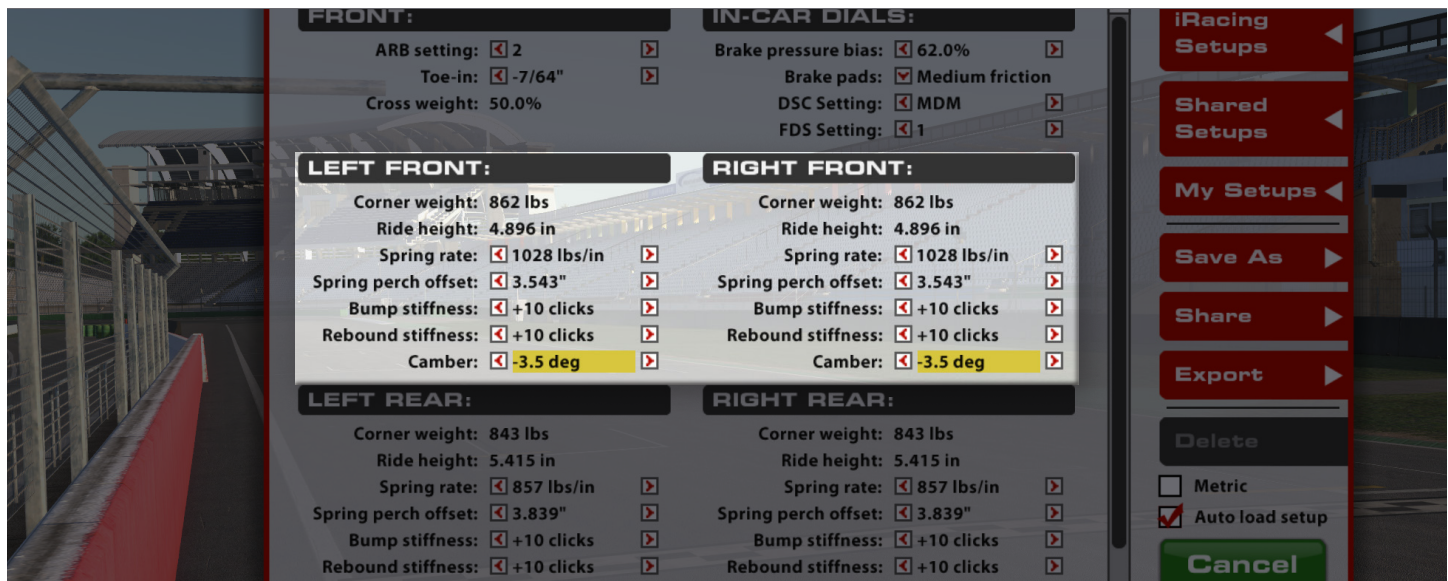 FRONT:
ARB setting: 2
Toe-in: -7/64"
Cross weight: 50.0%
IN-CAR DIALS:
Brake pressure bias: 62.0%
Brake pads: Medium friction
DSC Setting: MDM
FDS Setting: 1
LEFT FRONT:
Corner weight: 862 lbs
Ride height: 4.896 in
Spring rate: 1028 lbs/in
Spring perch offset: 3.543"
Bump stiffness: +10 clicks
Rebound stiffness: +10 clicks
Camber: -3.5 deg
RIGHT FRONT:
Corner weight: 862 lbs
Ride height: 4.896 in
Spring rate: 1028 lbs/in
Spring perch offset: 3.543"
Bump stiffness: +10 clicks
Rebound stiffness: +10 clicks
Camber: -3.5 deg
LEFT REAR:
Corner weight: 843 lbs
Ride height: 5.415 in
Spring rate: 857 lbs/in
Spring perch offset: 3.839"
Bump stiffness: +10 clicks
Rebound stiffness: +10 clicks
RIGHT REAR:
Corner weight: 843 lbs
Ride height: 5.415 in
Spring rate: 857 lbs/in
Spring perch offset: 3.839"
Bump stiffness: +10 clicks
Rebound stiffness: +10 clicks
iRacing
Setups
Shared
Setups
My Setups
Save As
Share
Export
Delete
Metric
Auto load setup
Cancel